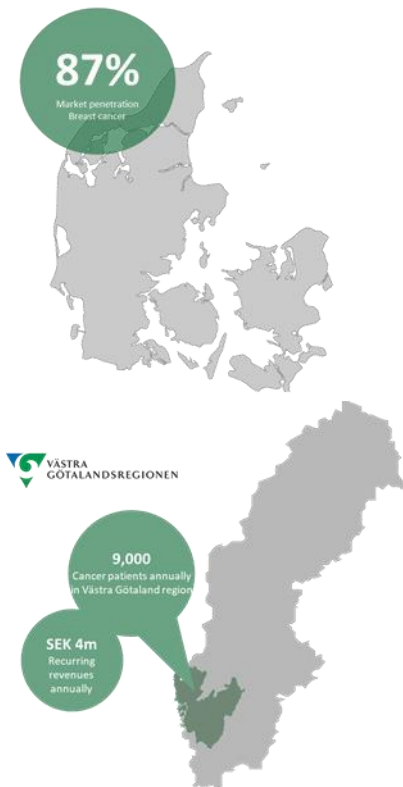 87%
Market penetration
Breast cancer
VÄSTRA
GÖTALANDSREGIONEN
9,000
Cancer patients annually
in Västra Götaland region
SEK 4m
Recurring
revenues
annually